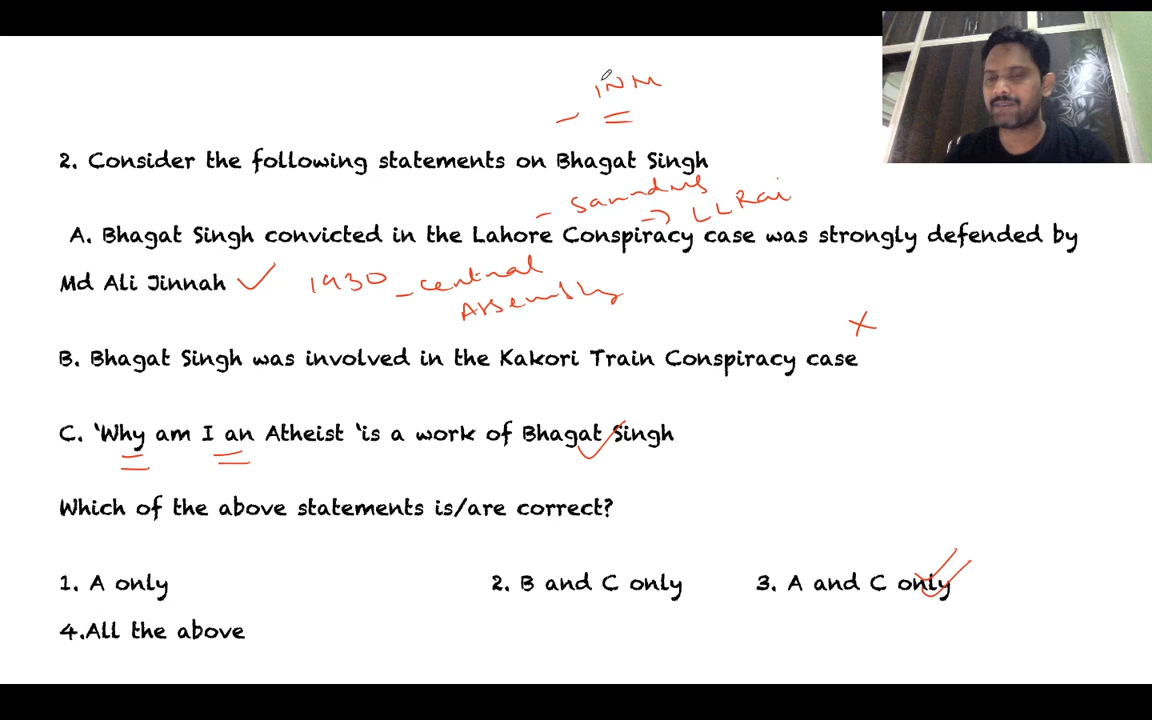 INM
2. Consider the following statements on Bhagat Singh
- Saunders
→ LL Rai
A. Bhagat Singh convicted in the Lahore Conspiracy case was strongly defended by
Md Ali Jinnah
1930 - central
Assembly
B. Bhagat Singh was involved in the Kakori Train Conspiracy case
C. ‘Why am I an Atheist ‘is a work of Bhagat Singh
Which of the above statements is/are correct?
1. A only 2. B and C only 3. A and C only
4.All the above